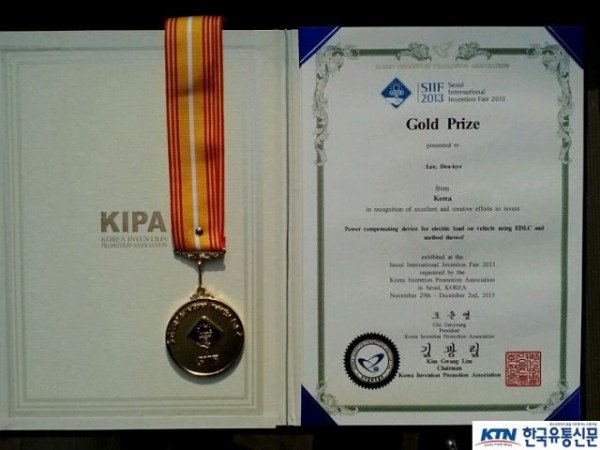 KIPA
KOREA INVENTION
PROMOTION ASSOCIATION
SIIF
KOREA INVENTION PROMOTION ASSOCIATION
SIIF
2013
Seoul
International
Invention Fair 2013
Gold Prize
presented to
Lee, Dea-kyo
from
Korea
in recognition of excellent and creative efforts to invent
Power compensating device for electric load on vehicle using EDLC and
method thereof
exhibited at the
Seoul International Invention Fair 2013
organized by the
Korea Invention Promotion Association
in Seoul, KOREA
November 29th - December 2nd, 2013
조은영
Cho Eun-young
President
Korea Invention Promotion Association
김광림
Kim Gwang Lim
Chairman
Korea Invention Promotion Association
KTN 한국유통신문